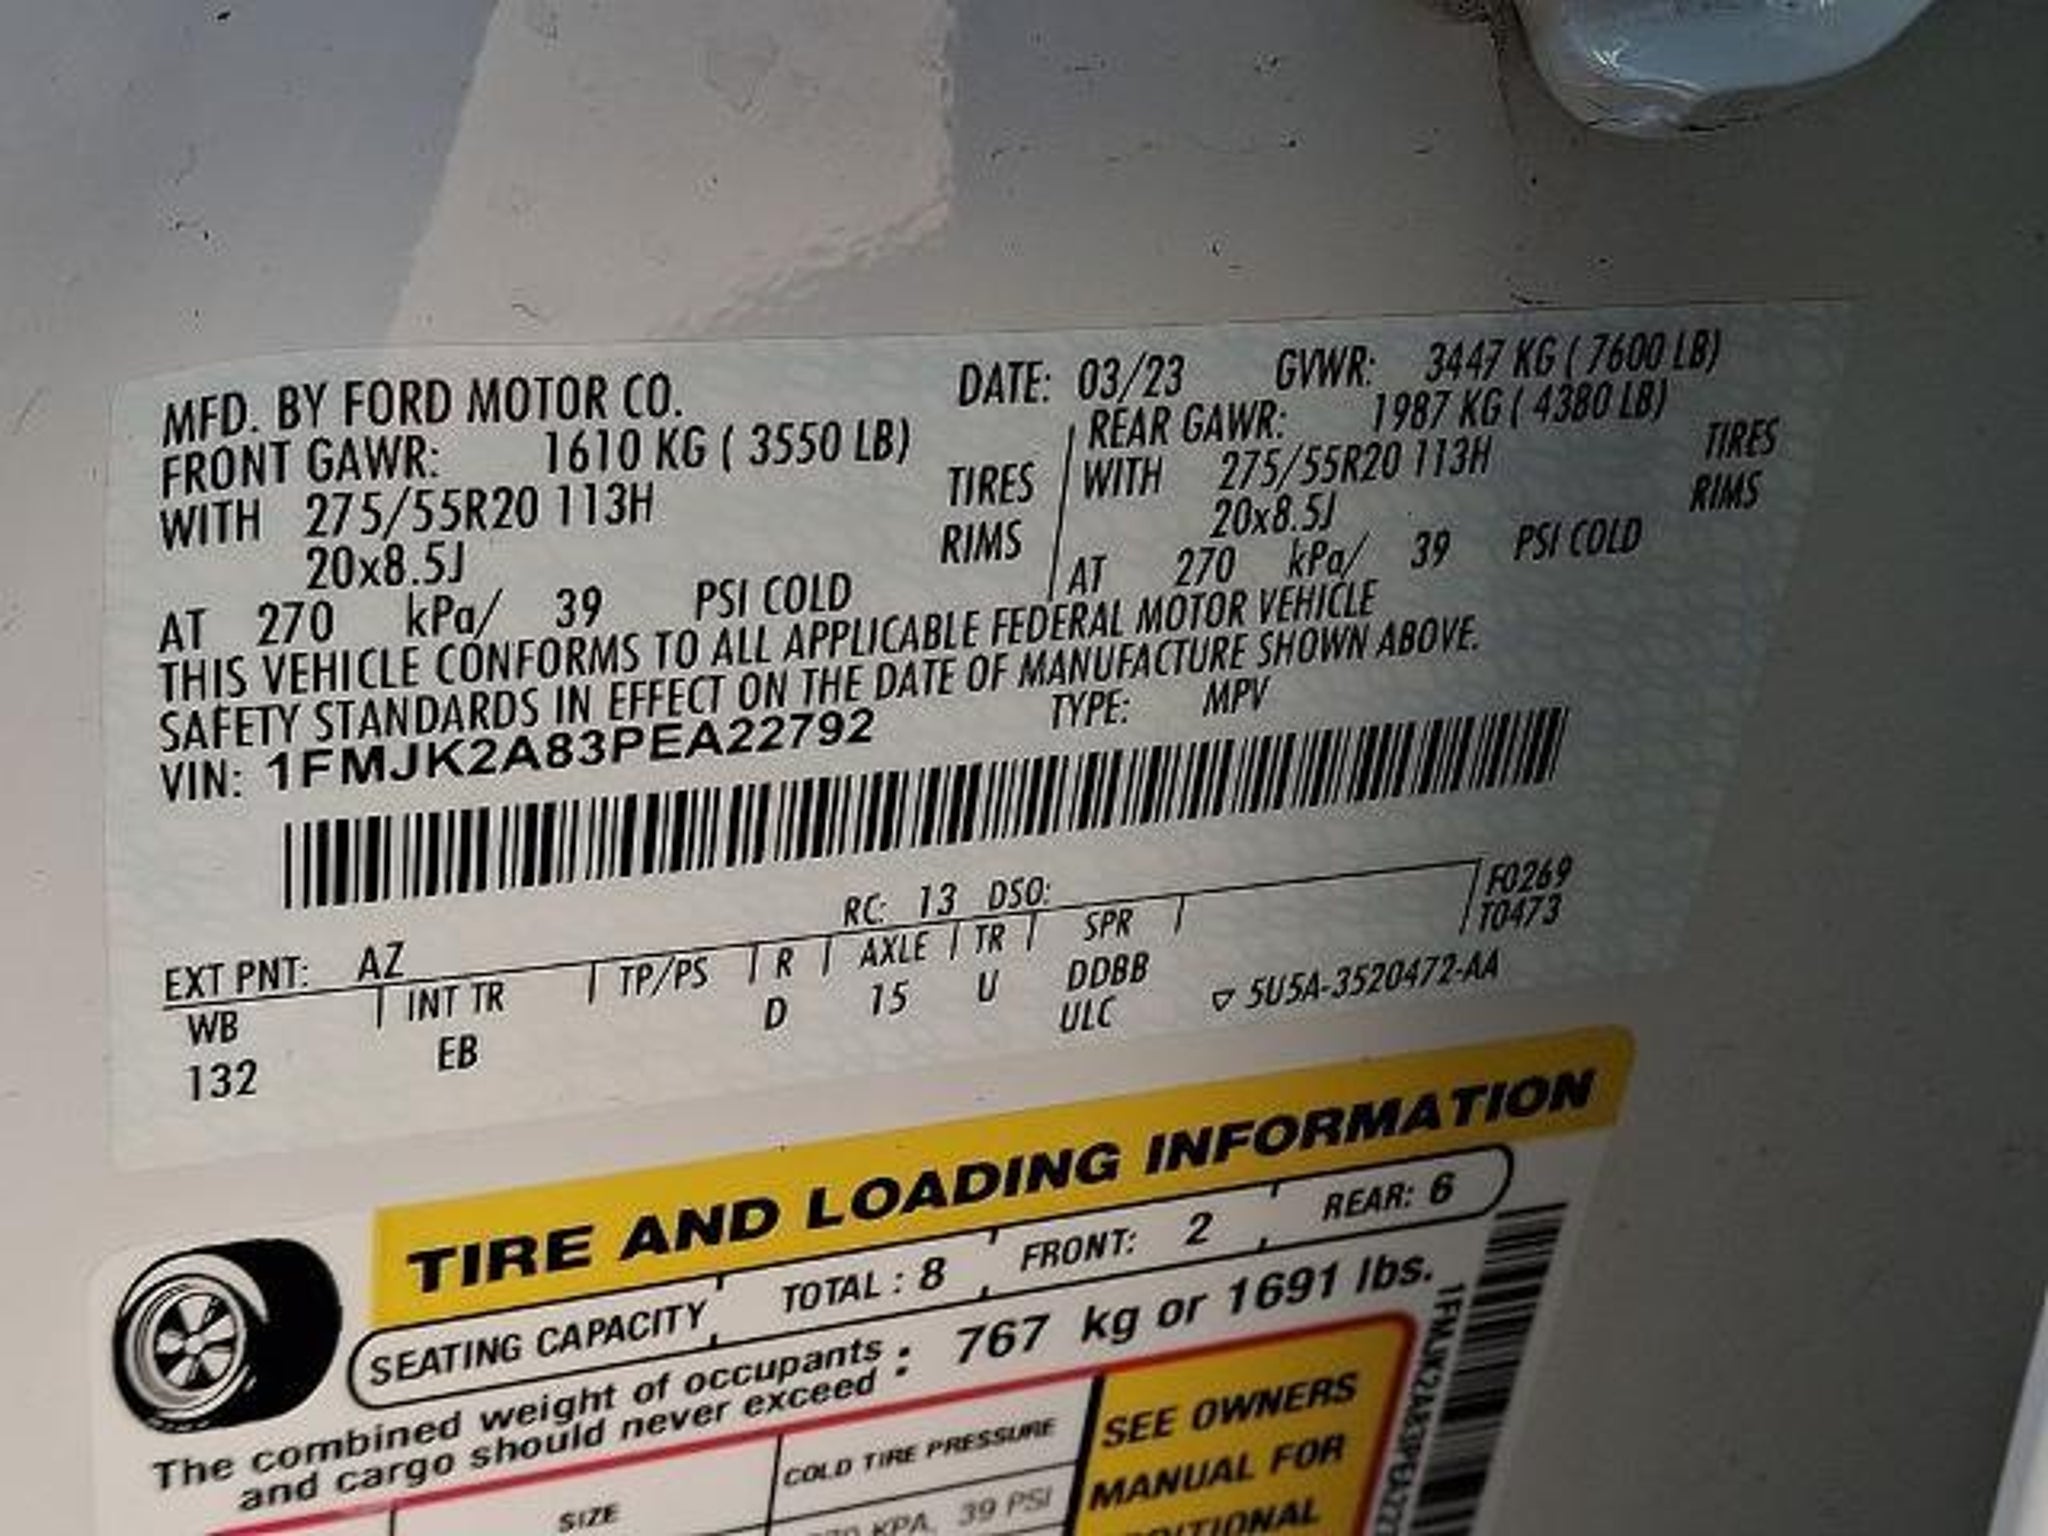 MFD. BY FORD MOTOR CO. DATE: 03/23 GVWR: 3447 KG ( 7600 LB)
FRONT GAWR: 1610 KG ( 3550 LB) REAR GAWR: 1987 KG ( 4380 LB)
WITH 275/55R20 113H TIRES WITH 275/55R20 113H TIRES
20x8.5J RIMS 20x8.5J RIMS
AT 270 kPa/ 39 PSI COLD AT 270 kPa/ 39 PSI COLD
THIS VEHICLE CONFORMS TO ALL APPLICABLE FEDERAL MOTOR VEHICLE
SAFETY STANDARDS IN EFFECT ON THE DATE OF MANUFACTURE SHOWN ABOVE.
VIN: 1FMJK2A83PEA22792 TYPE: MPV
F0269
EXT PNT: AZ RC: 13 DSO: T0473
WB INT TR TP/PS R AXLE TR SPR
132 EB D 15 U DDBB
ULC ▽ 5U5A-3520472-AA
TIRE AND LOADING INFORMATION
SEATING CAPACITY TOTAL : 8 FRONT: 2 REAR: 6
The combined weight of occupants
and cargo should never exceed : 767 kg or 1691 lbs.
SIZE COLD TIRE PRESSURE
KPA, 39 PSI
SEE OWNERS
MANUAL FOR
1FMJK2A83PEA22